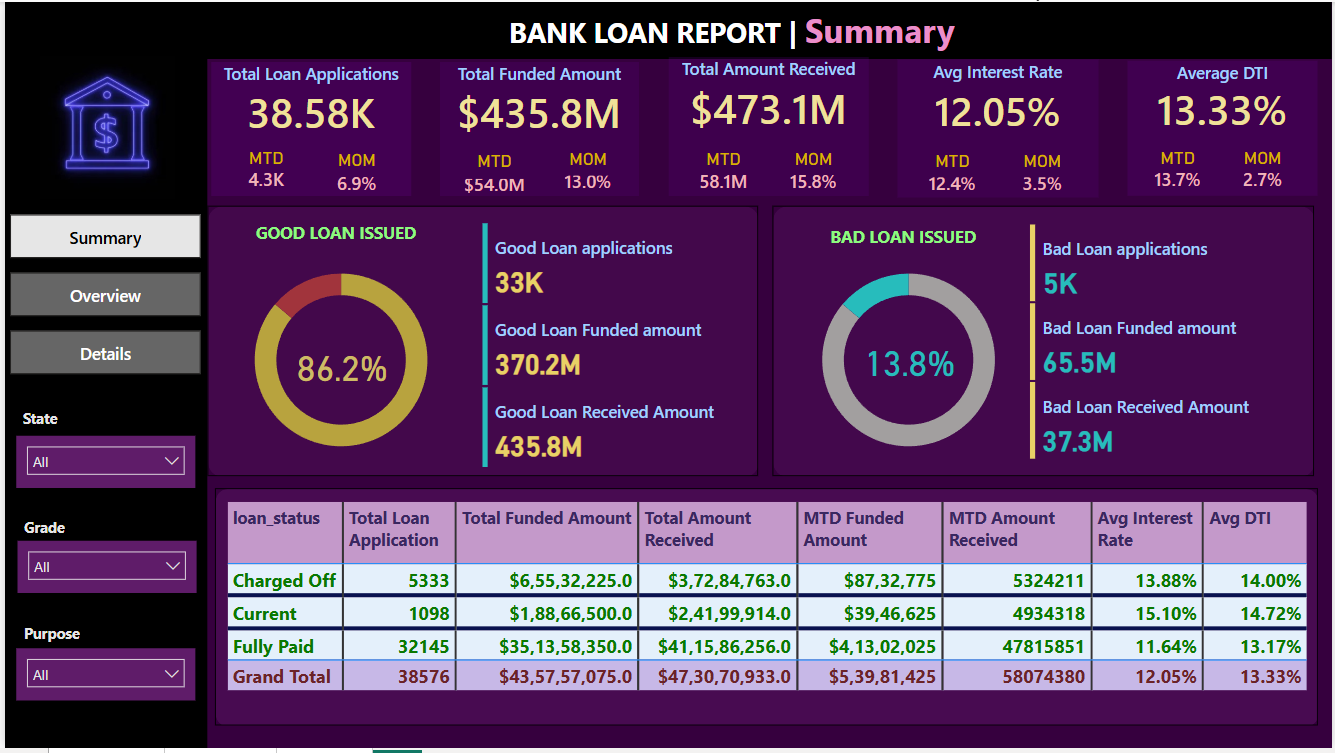 BANK LOAN REPORT | Summary
Total Loan Applications
38.58K
MTD
4.3K
MOM
6.9%
Total Funded Amount
$435.8M
MTD
$54.0M
MOM
13.0%
Total Amount Received
$473.1M
MTD
58.1M
MOM
15.8%
Avg Interest Rate
12.05%
MTD
12.4%
MOM
3.5%
Average DTI
13.33%
MTD
13.7%
MOM
2.7%
$
Summary
Overview
Details
State
All
Grade
All
Purpose
All
GOOD LOAN ISSUED
86.2%
Good Loan applications
33K
Good Loan Funded amount
370.2M
Good Loan Received Amount
435.8M
BAD LOAN ISSUED
13.8%
Bad Loan applications
5K
Bad Loan Funded amount
65.5M
Bad Loan Received Amount
37.3M
loan_status Total Loan Application Total Funded Amount Total Amount Received MTD Funded Amount MTD Amount Received Avg Interest Rate Avg DTI
Charged Off 5333 $6,55,32,225.0 $3,72,84,763.0 $87,32,775 5324211 13.88% 14.00%
Current 1098 $1,88,66,500.0 $2,41,99,914.0 $39,46,625 4934318 15.10% 14.72%
Fully Paid 32145 $35,13,58,350.0 $41,15,86,256.0 $4,13,02,025 47815851 11.64% 13.17%
Grand Total 38576 $43,57,57,075.0 $47,30,70,933.0 $5,39,81,425 58074380 12.05% 13.33%